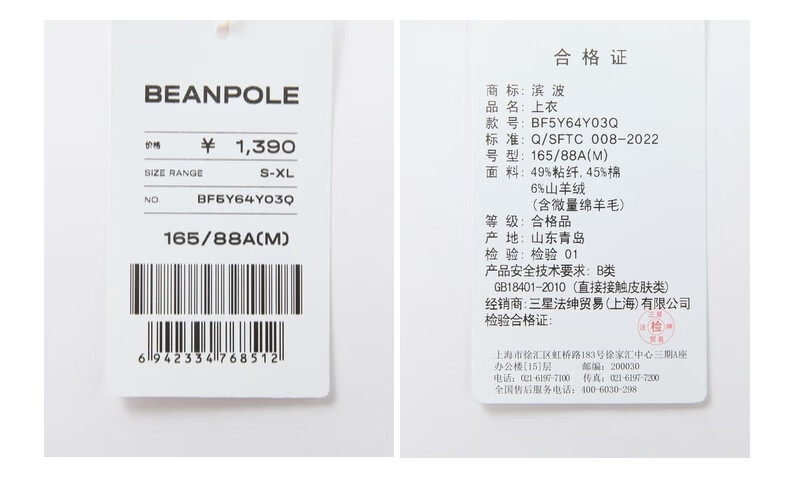 BEANPOLE
价格 ¥ 1,390
SIZE RANGE S-XL
NO. BF5Y64Y03Q
165/88A(M)
6 942334 768512
合格证
商标: 滨波
品名: 上衣
款号: BF5Y64Y03Q
标准: Q/SFTC 008-2022
号型: 165/88A(M)
面料: 49%粘纤, 45%棉
6%山羊绒
(含微量绵羊毛)
等级: 合格品
产地: 山东青岛
检验: 检验 01
产品安全技术要求: B类
GB18401-2010 (直接接触皮肤类)
经销商: 三星法绅贸易(上海)有限公司
检验合格证:
三星
法 检 绅
贸易
上海市徐汇区虹桥路183号徐家汇中心三期A座
办公楼[15]层 邮编: 200030
电话: 021-6197-7100 传真: 021-6197-7200
全国售后服务电话: 400-6030-298